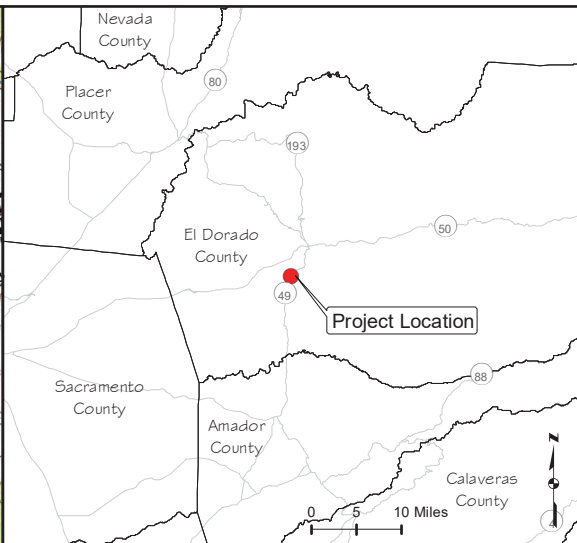 Nevada
County
80
Placer
County
193
El Dorado
County
50
49
Project Location
88
Sacramento
County
Amador
County
Calaveras
County
N
0 5 10 Miles
4